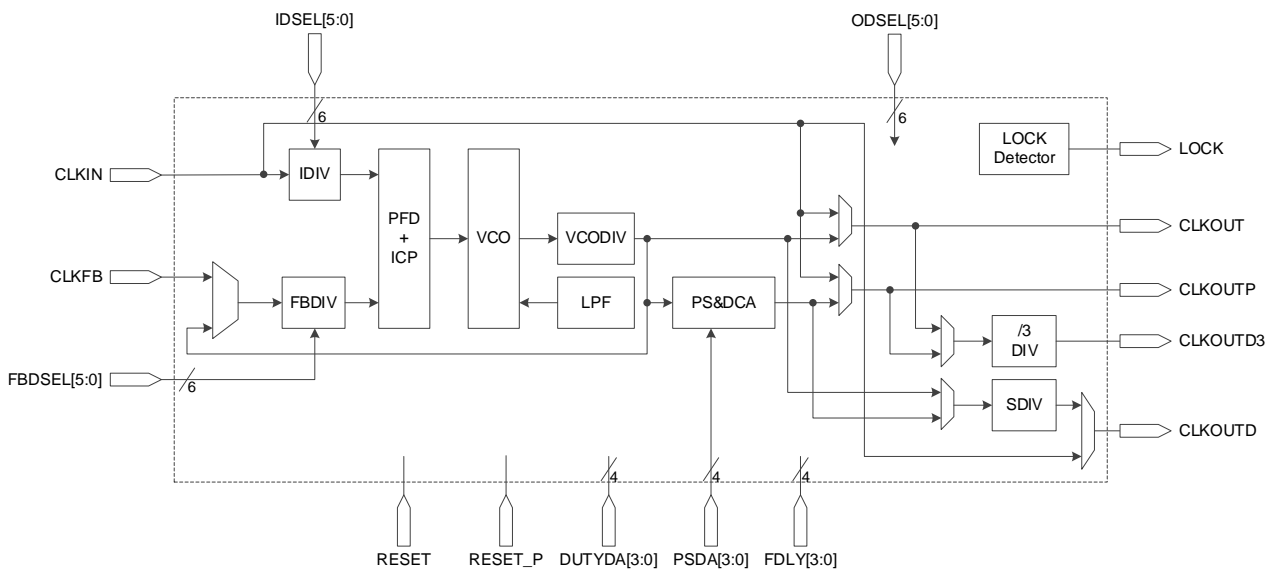 IDSEL[5:0]
ODSEL[5:0]
6
6
LOCK
Detector
LOCK
CLKIN
IDIV
PFD
+
ICP
VCO
VCODIV
CLKOUT
CLKFB
FBDIV
LPF
PS&DCA
CLKOUTP
/3
DIV
CLKOUTD3
FBDSEL[5:0]
6
SDIV
CLKOUTD
4
4
4
RESET
RESET_P
DUTYDA[3:0]
PSDA[3:0]
FDLY[3:0]